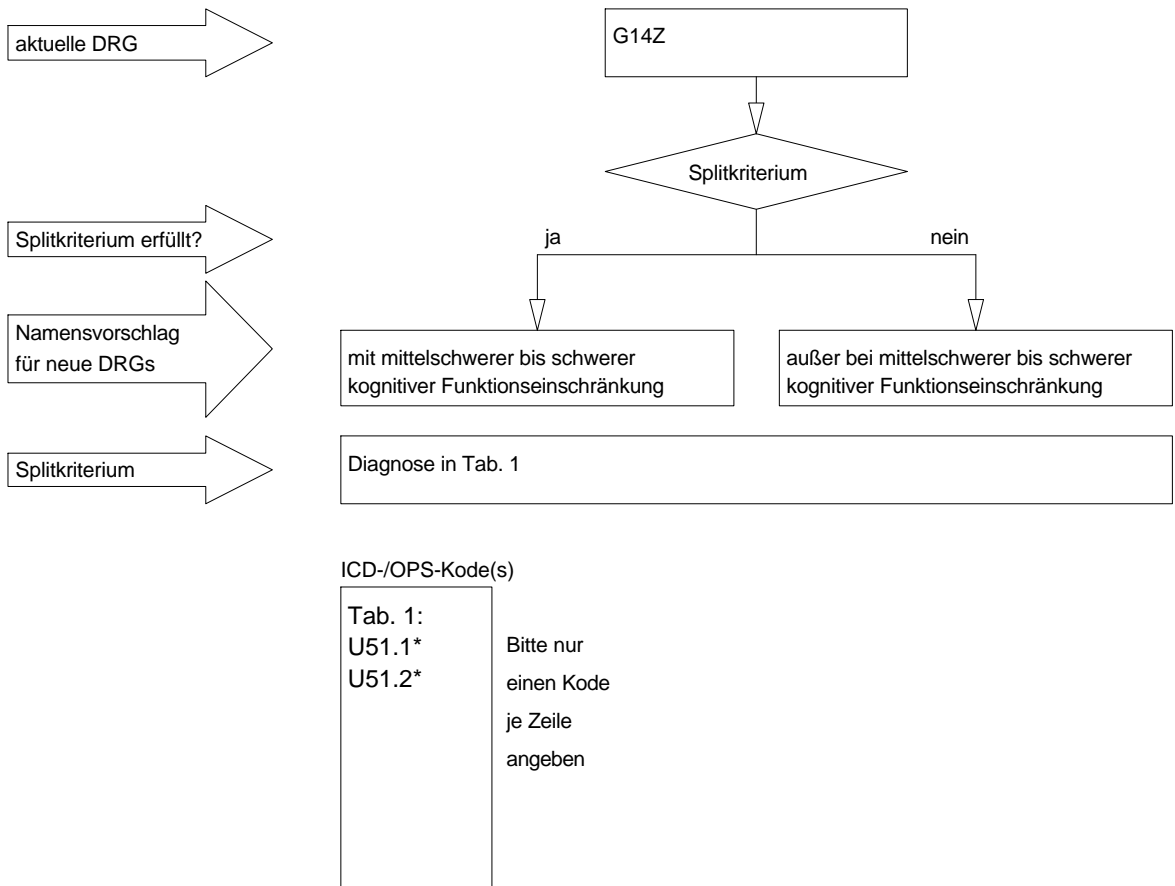 aktuelle DRG
G14Z
Splitkriterium
Splitkriterium erfüllt?
ja
nein
Namensvorschlag
für neue DRGs
mit mittelschwerer bis schwerer
kognitiver Funktionseinschränkung
außer bei mittelschwerer bis schwerer
kognitiver Funktionseinschränkung
Splitkriterium
Diagnose in Tab. 1
ICD-/OPS-Kode(s)
Tab. 1:
U51.1*
U51.2*
Bitte nur
einen Kode
je Zeile
angeben